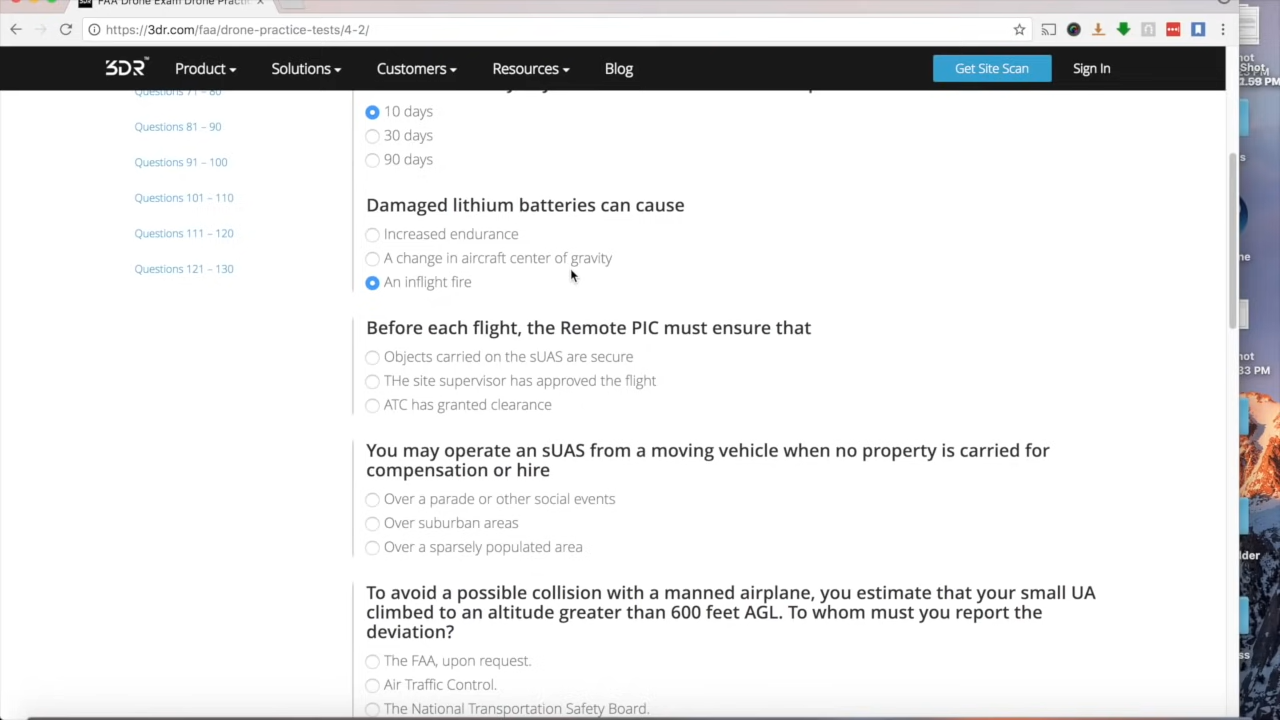 FAA Drone Exam Drone Practic
https://3dr.com/faa/drone-practice-tests/4-2/
3DR
Product
Solutions
Customers
Resources
Blog
Get Site Scan
Sign In
Questions 71 – 80
Questions 81 – 90
Questions 91 – 100
Questions 101 – 110
Questions 111 – 120
Questions 121 – 130
10 days
30 days
90 days
Damaged lithium batteries can cause
Increased endurance
A change in aircraft center of gravity
An inflight fire
Before each flight, the Remote PIC must ensure that
Objects carried on the sUAS are secure
THe site supervisor has approved the flight
ATC has granted clearance
You may operate an sUAS from a moving vehicle when no property is carried for
compensation or hire
Over a parade or other social events
Over suburban areas
Over a sparsely populated area
To avoid a possible collision with a manned airplane, you estimate that your small UA
climbed to an altitude greater than 600 feet AGL. To whom must you report the
deviation?
The FAA, upon request.
Air Traffic Control.
The National Transportation Safety Board.